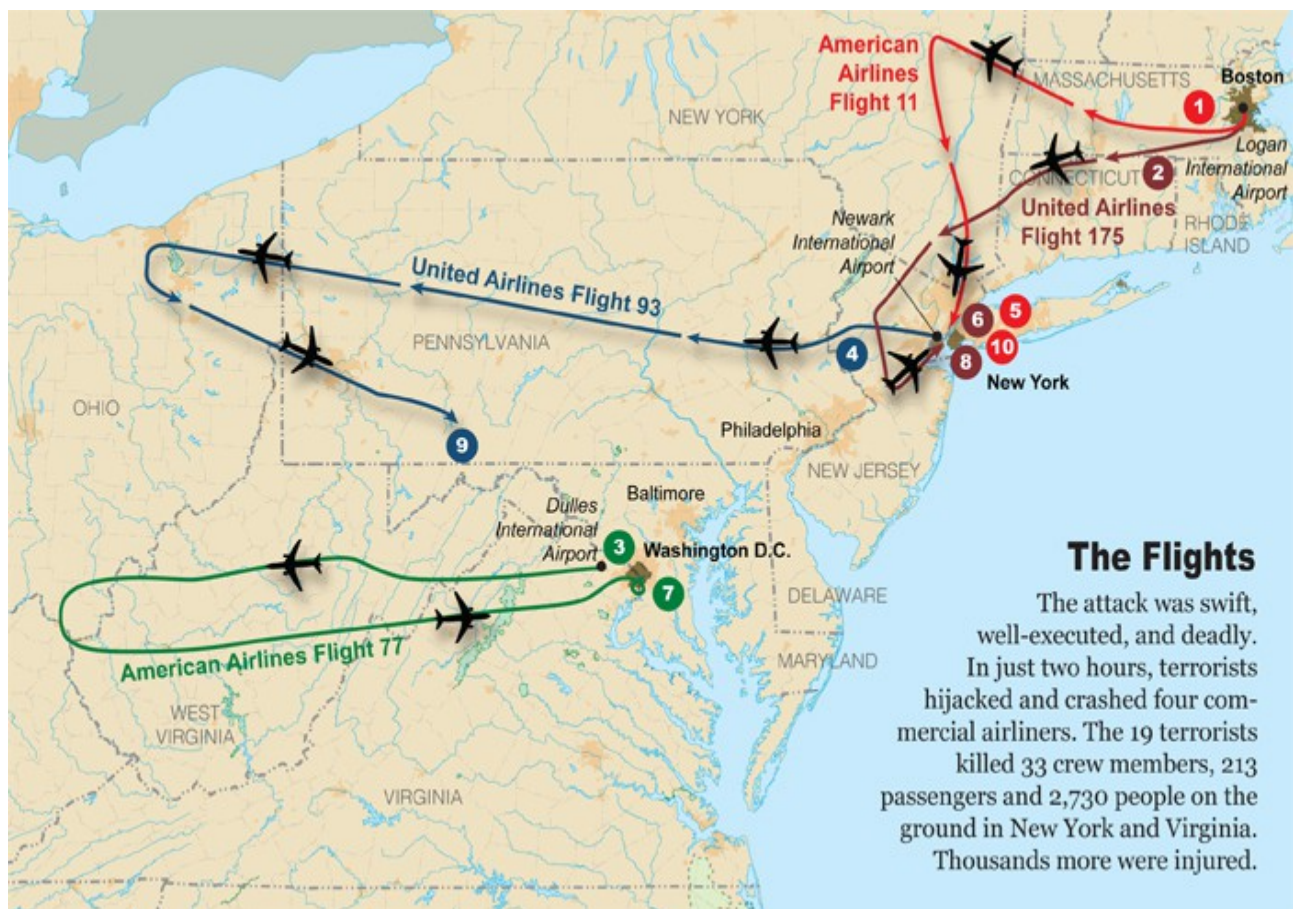 American
Airlines
Flight 11
MASSACHUSETTS
Boston
1
NEW YORK
Logan
International
Airport
2
CONNECTICUT
United Airlines
Flight 175
RHODE
ISLAND
Newark
International
Airport
United Airlines Flight 93
PENNSYLVANIA
4
6
5
10
8
New York
OHIO
9
Philadelphia
NEW JERSEY
Baltimore
Dulles
International
Airport
3
Washington D.C.
7
DELAWARE
MARYLAND
American Airlines Flight 77
WEST
VIRGINIA
VIRGINIA
The Flights
The attack was swift,
well-executed, and deadly.
In just two hours, terrorists
hijacked and crashed four com-
mercial airliners. The 19 terrorists
killed 33 crew members, 213
passengers and 2,730 people on the
ground in New York and Virginia.
Thousands more were injured.